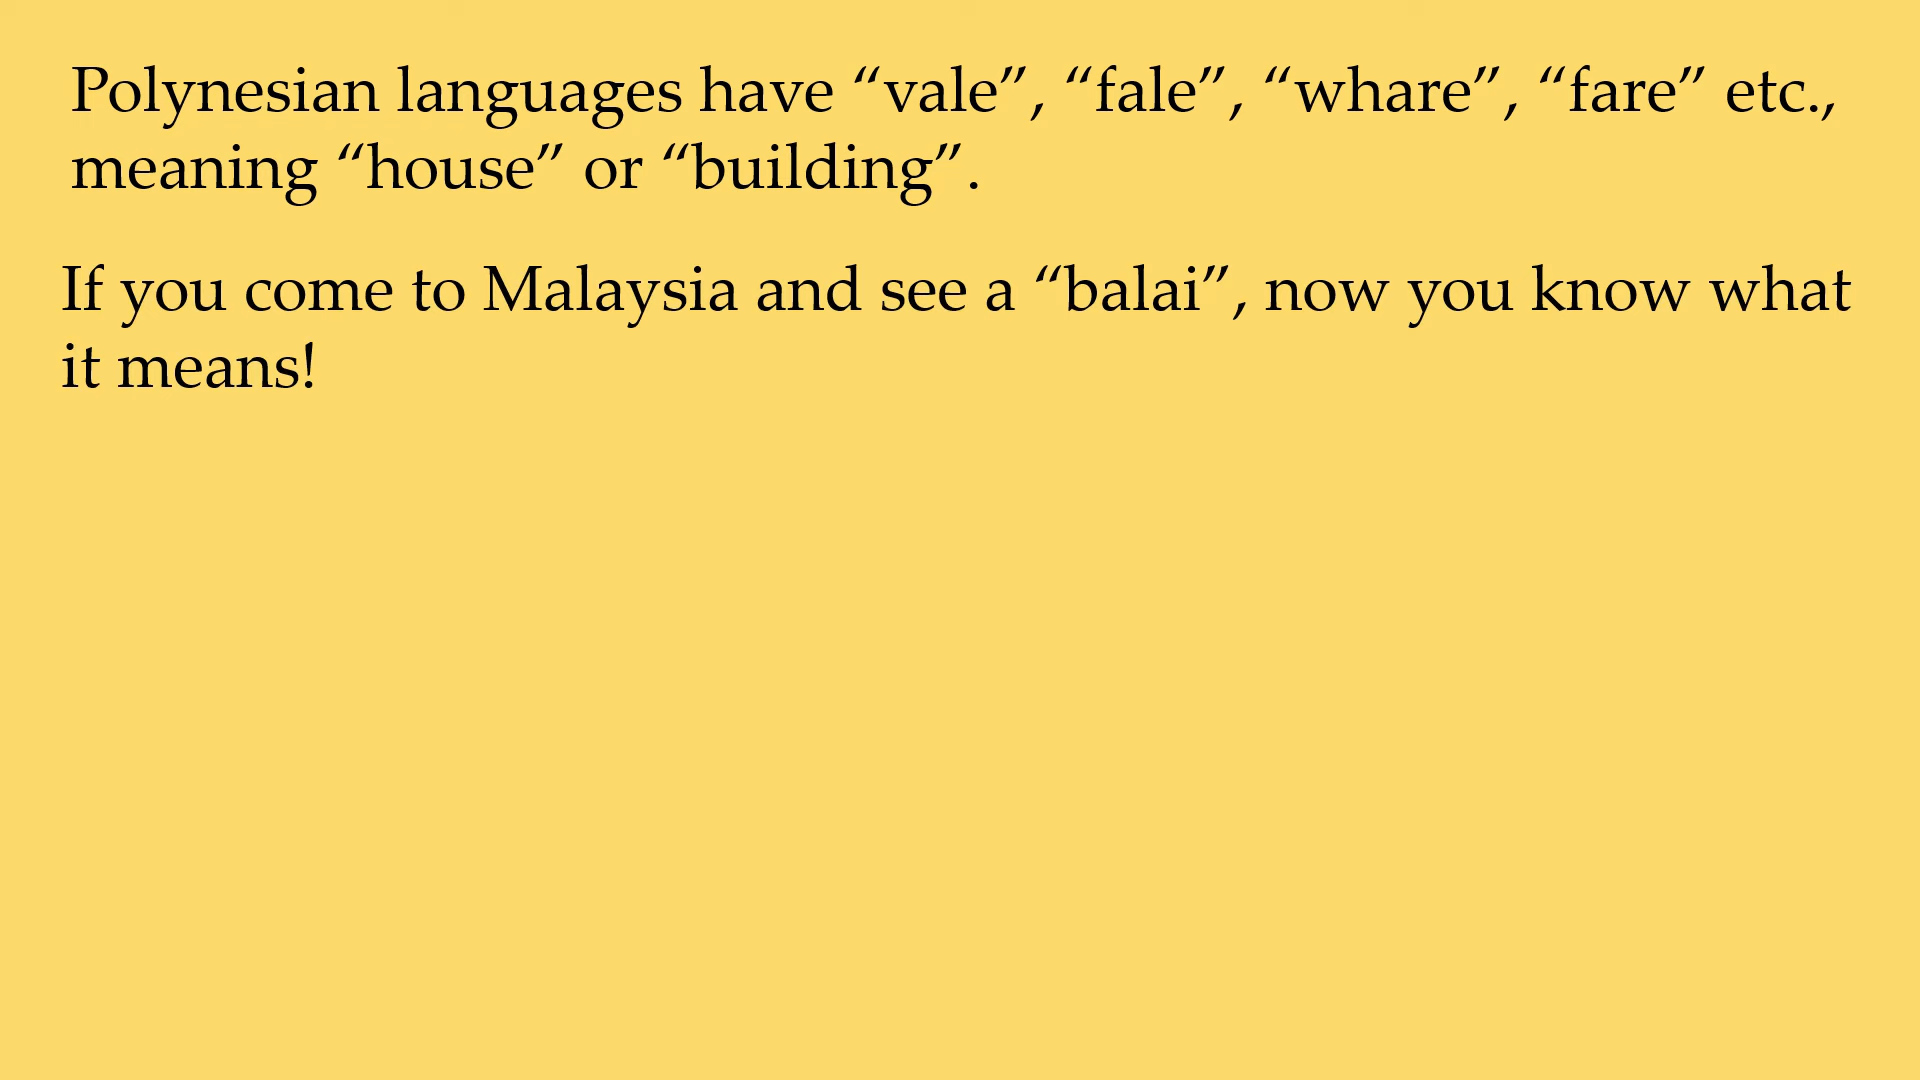 Polynesian languages have “vale”, “fale”, “whare”, “fare” etc.,
meaning “house” or “building”.
If you come to Malaysia and see a “balai”, now you know what
it means!